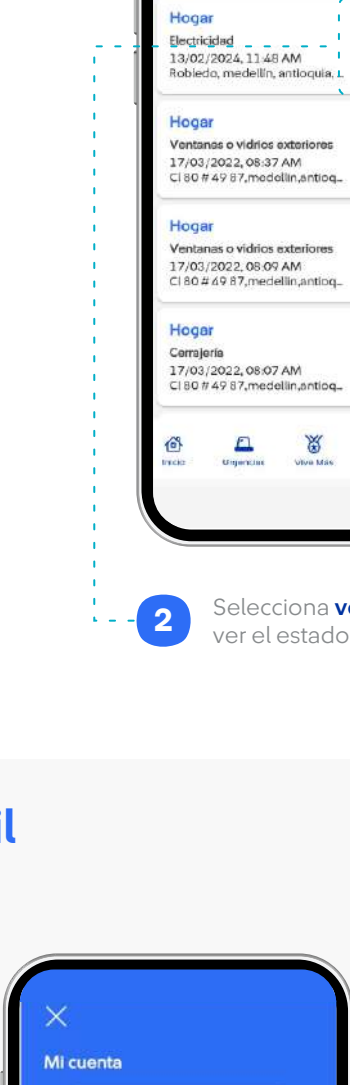 Hogar
Electricidad
13/02/2024, 11:48 AM
Robledo, medellín, antioquia,...
Hogar
Ventanas o vidrios exteriores
17/03/2022, 08:37 AM
Cl 80 # 49 87,medellin,antioq...
Hogar
Ventanas o vidrios exteriores
17/03/2022, 08:09 AM
Cl 80 # 49 87,medellin,antioq...
Hogar
Cerrajería
17/03/2022, 08:07 AM
Cl 80 # 49 87,medellin,antioq...
Inicio Urgencias Vive Más
2
Selecciona
ver el estado
Mi cuenta